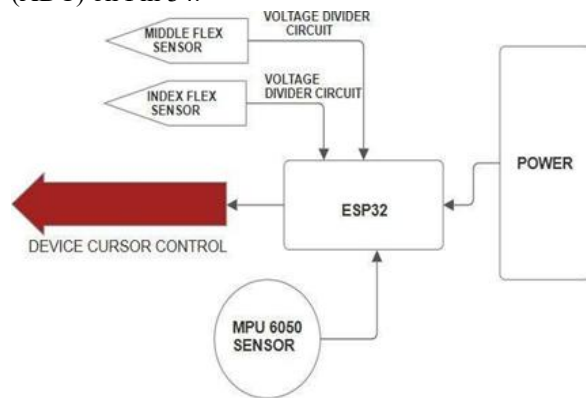 VOLTAGE DIVIDER
CIRCUIT
MIDDLE FLEX
SENSOR
VOLTAGE
DIVIDER CIRCUIT
INDEX FLEX
SENSOR
POWER
ESP32
DEVICE CURSOR CONTROL
MPU 6050
SENSOR